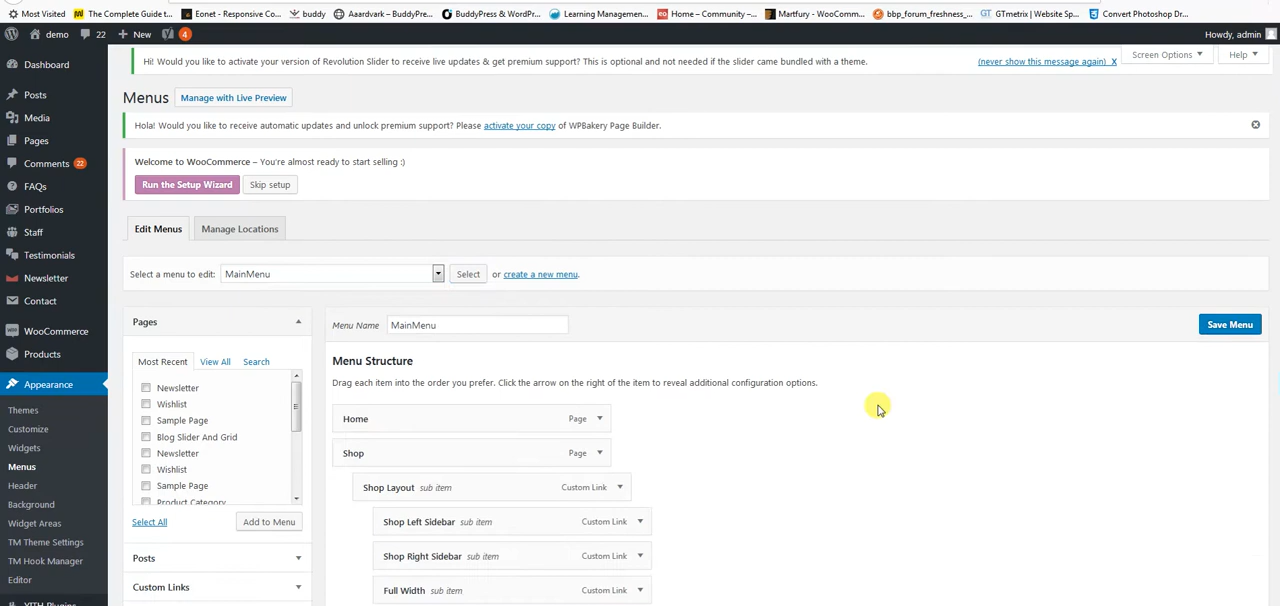 Most Visited The Complete Guide t... Eonet - Responsive Co... buddy Aardvark – BuddyPre... BuddyPress & WordPr... Learning Managemen... Home – Community –... Martfury – WooComm... bbp_forum_freshness_... GTmetrix | Website Sp... Convert Photoshop Dr...
demo 22 + New 4 Howdy, admin
Hi! Would you like to activate your version of Revolution Slider to receive live updates & get premium support? This is optional and not needed if the slider came bundled with a theme. (never show this message again) X
Screen Options Help
Menus Manage with Live Preview
Hola! Would you like to receive automatic updates and unlock premium support? Please activate your copy of WPBakery Page Builder.
Welcome to WooCommerce – You're almost ready to start selling :)
Run the Setup Wizard Skip setup
Edit Menus Manage Locations
Select a menu to edit: MainMenu Select or create a new menu.
Dashboard
Posts
Media
Pages
Comments 22
FAQs
Portfolios
Staff
Testimonials
Newsletter
Contact
WooCommerce
Products
Appearance
Themes
Customize
Widgets
Menus
Header
Background
Widget Areas
TM Theme Settings
TM Hook Manager
Editor
YITH Plugins
Pages
Most Recent View All Search
Newsletter
Wishlist
Sample Page
Blog Slider And Grid
Newsletter
Wishlist
Sample Page
Product Category
Select All Add to Menu
Posts
Custom Links
Menu Name MainMenu Save Menu
Menu Structure
Drag each item into the order you prefer. Click the arrow on the right of the item to reveal additional configuration options.
Home Page
Shop Page
Shop Layout sub item Custom Link
Shop Left Sidebar sub item Custom Link
Shop Right Sidebar sub item Custom Link
Full Width sub item Custom Link